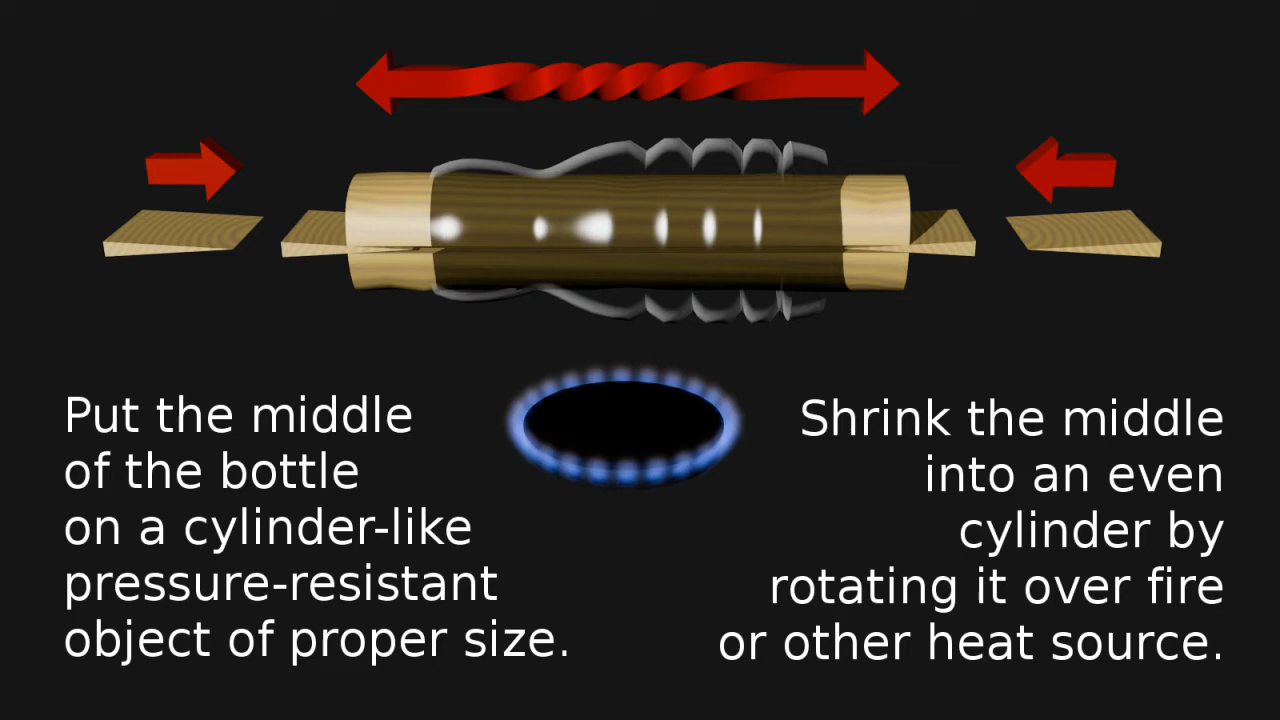 Put the middle
of the bottle
on a cylinder-like
pressure-resistant
object of proper size.
Shrink the middle
into an even
cylinder by
rotating it over fire
or other heat source.